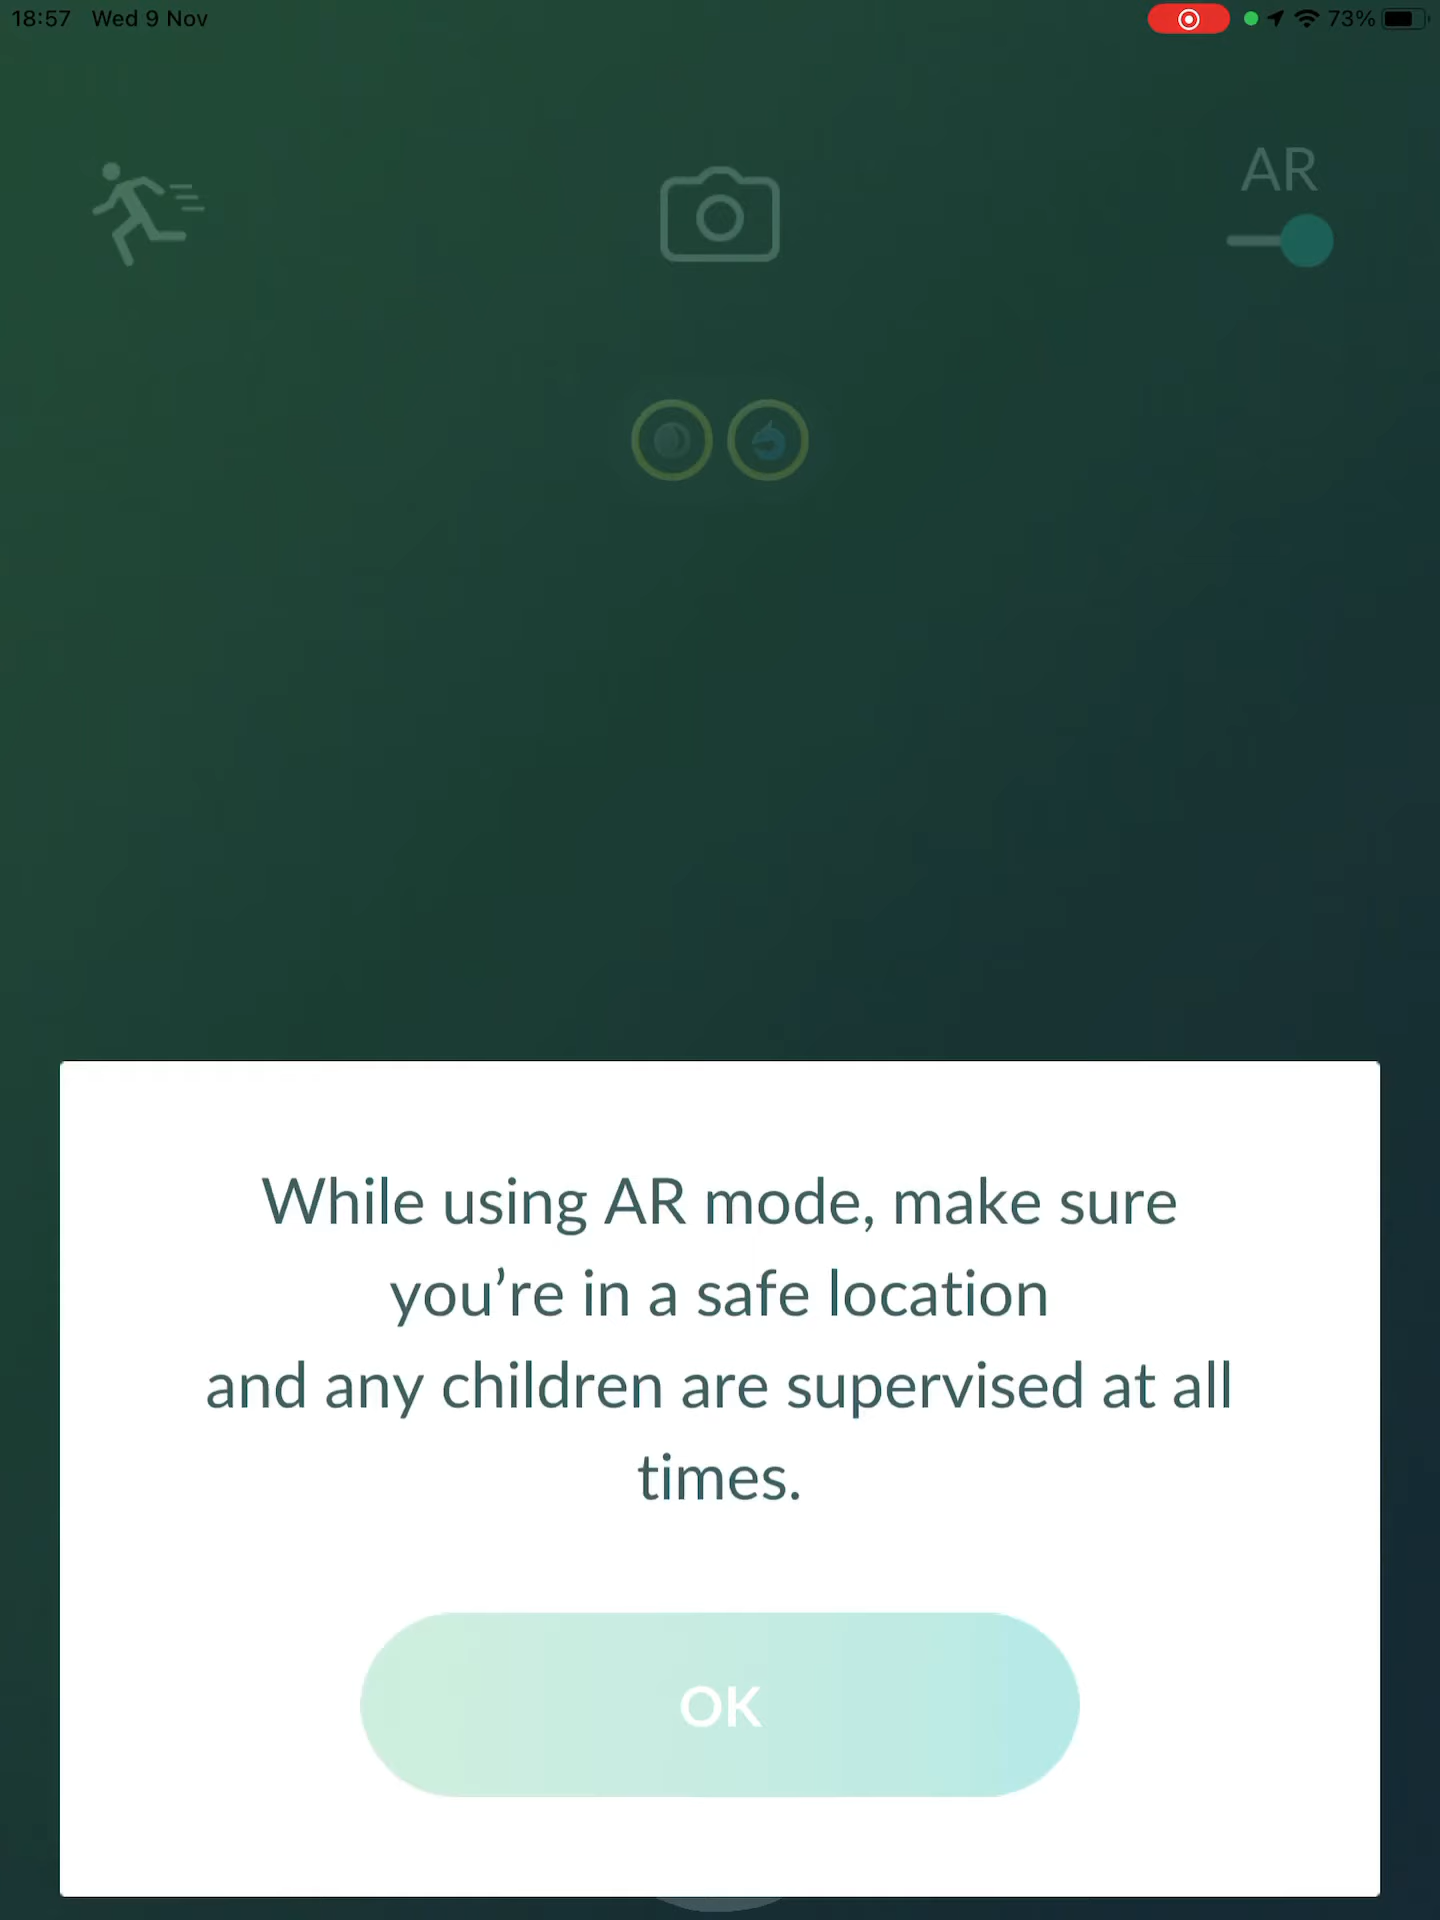 18:57 Wed 9 Nov 73%
AR
While using AR mode, make sure
you’re in a safe location
and any children are supervised at all
times.
OK